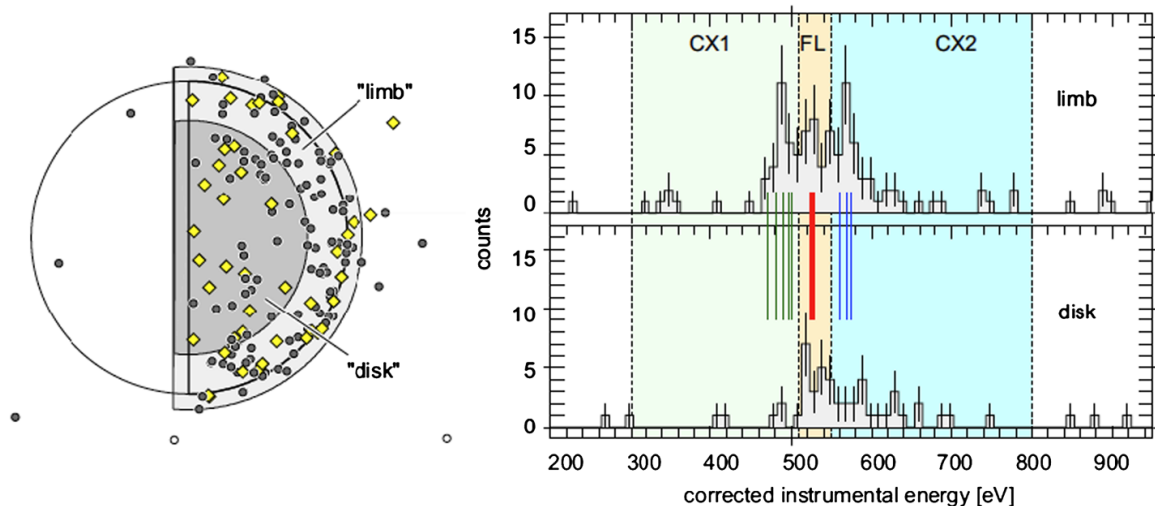 "limb"
"disk"
counts
15
10
5
0
CX1
FL
CX2
limb
15
10
5
0
disk
200 300 400 500 600 700 800 900
corrected instrumental energy [eV]